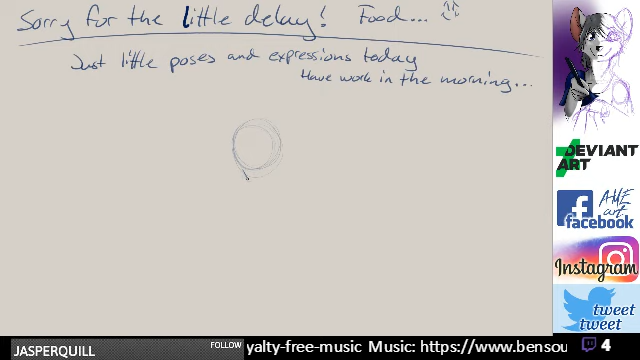 Sorry for the little delay! Food...
Just little poses and expressions today
Have work in the morning...
DEVIANT
ART
AME
art
facebook
Instagram
tweet
tweet
JASPERQUILL
FOLLOW
yalty-free-music Music: https://www.bensou
4